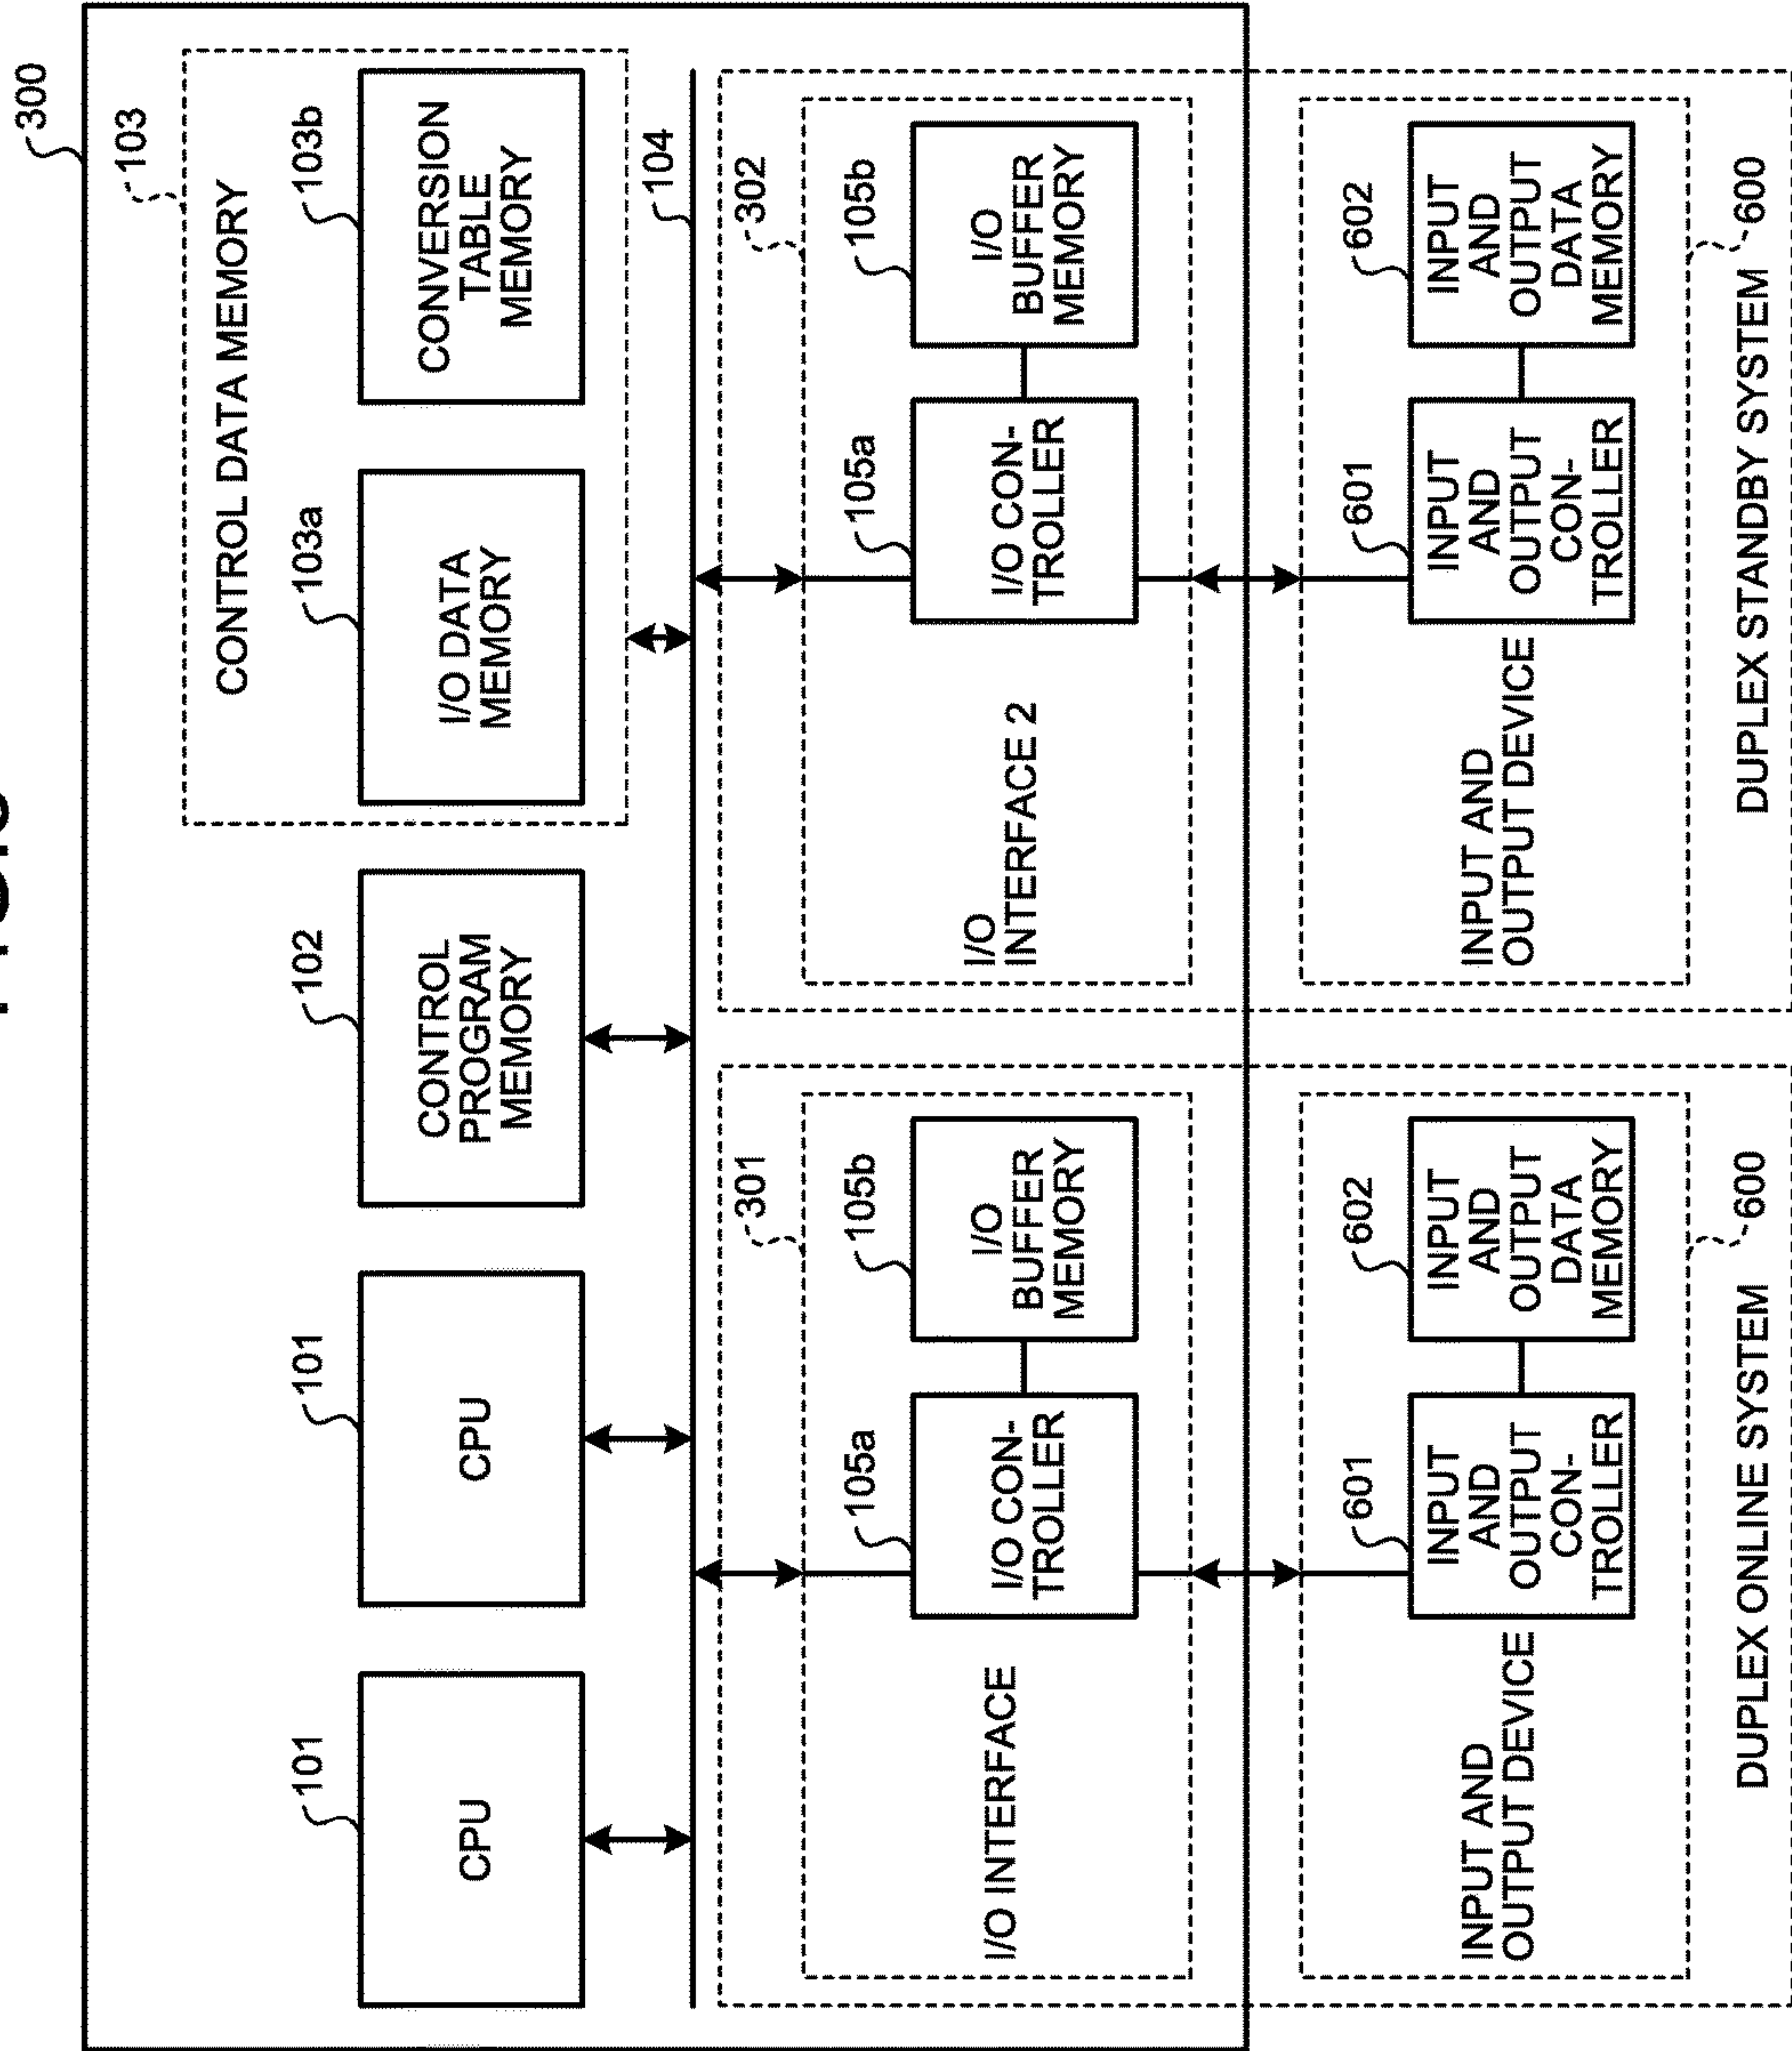 300
103
CONTROL DATA MEMORY
101
CPU
101
CPU
102
CONTROL
PROGRAM
MEMORY
103a
I/O DATA
MEMORY
103b
CONVERSION
TABLE
MEMORY
104
301
I/O INTERFACE
105a
I/O CON-
TROLLER
105b
I/O
BUFFER
MEMORY
302
I/O
INTERFACE 2
105a
I/O CON-
TROLLER
105b
I/O
BUFFER
MEMORY
INPUT AND
OUTPUT DEVICE
601
INPUT
AND
OUTPUT
CON-
TROLLER
602
INPUT
AND
OUTPUT
DATA
MEMORY
600
DUPLEX ONLINE SYSTEM
INPUT AND
OUTPUT DEVICE
601
INPUT
AND
OUTPUT
CON-
TROLLER
602
INPUT
AND
OUTPUT
DATA
MEMORY
600
DUPLEX STANDBY SYSTEM